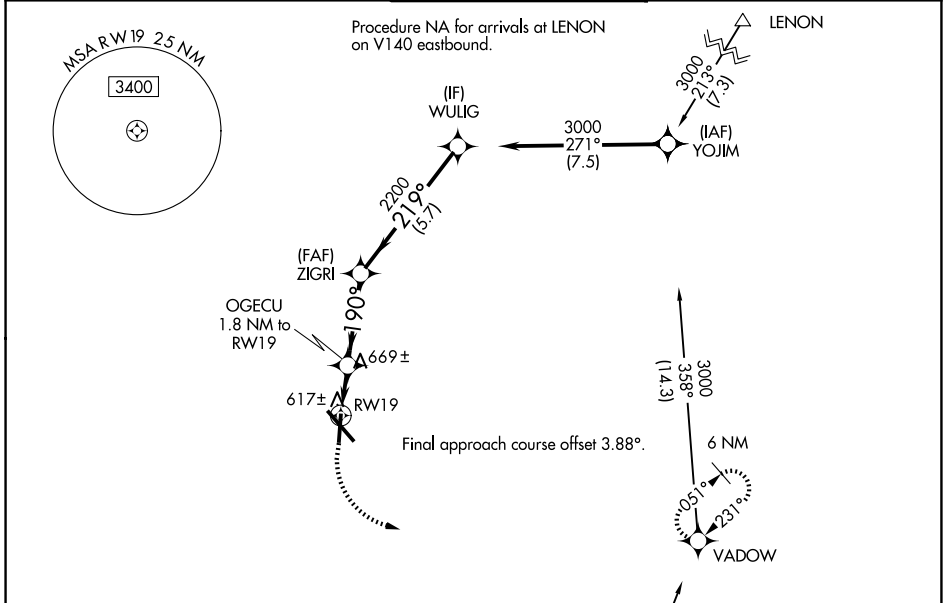 Procedure NA for arrivals at LENON
on V140 eastbound.
MSA RW19 25 NM
3400
LENON
3000
213°
(7.3)
(IF)
WULIG
3000
271°
(7.5)
(IAF)
YOJIM
2200
219°
(5.7)
(FAF)
ZIGRI
190°
OGECU
1.8 NM to
RW19
669±
617±
RW19
Final approach course offset 3.88°.
3000
358°
(14.3)
6 NM
051°
231°
VADOW